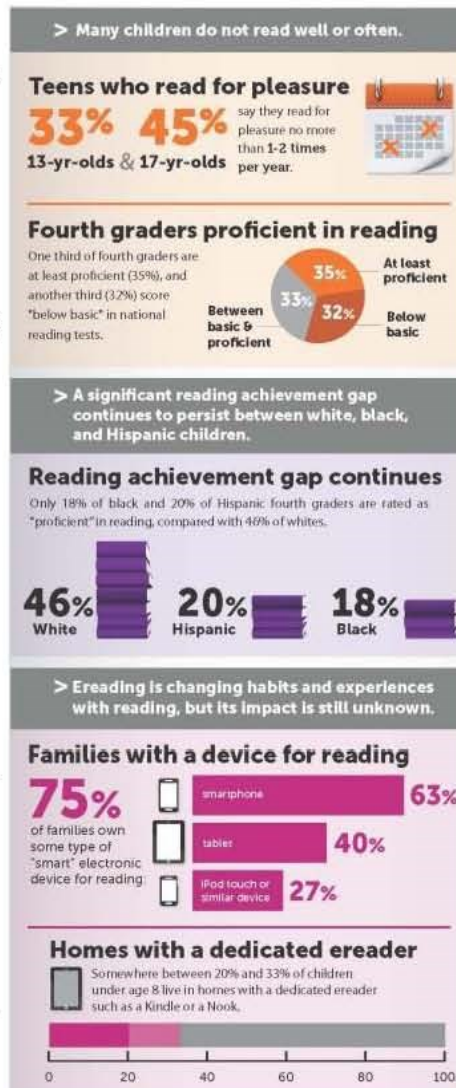 > Many children do not read well or often.
Teens who read for pleasure
33% 45%
13-yr-olds & 17-yr-olds
say they read for
pleasure no more
than 1-2 times
per year.
Fourth graders proficient in reading
One third of fourth graders are
at least proficient (35%), and
another third (32%) score
"below basic" in national
reading tests.
35%
At least
proficient
33%
32%
Between
basic &
proficient
Below
basic
> A significant reading achievement gap
continues to persist between white, black,
and Hispanic children.
Reading achievement gap continues
Only 18% of black and 20% of Hispanic fourth graders are rated as
"proficient" in reading, compared with 46% of whites.
46%
White
20%
Hispanic
18%
Black
> Ereading is changing habits and experiences
with reading, but its impact is still unknown.
Families with a device for reading
75%
of families own
some type of
"smart" electronic
device for reading:
smartphone
63%
tablet
40%
iPod touch or
similar device
27%
Homes with a dedicated ereader
Somewhere between 20% and 33% of children
under age 8 live in homes with a dedicated ereader
such as a Kindle or a Nook.
0 20 40 60 80 100